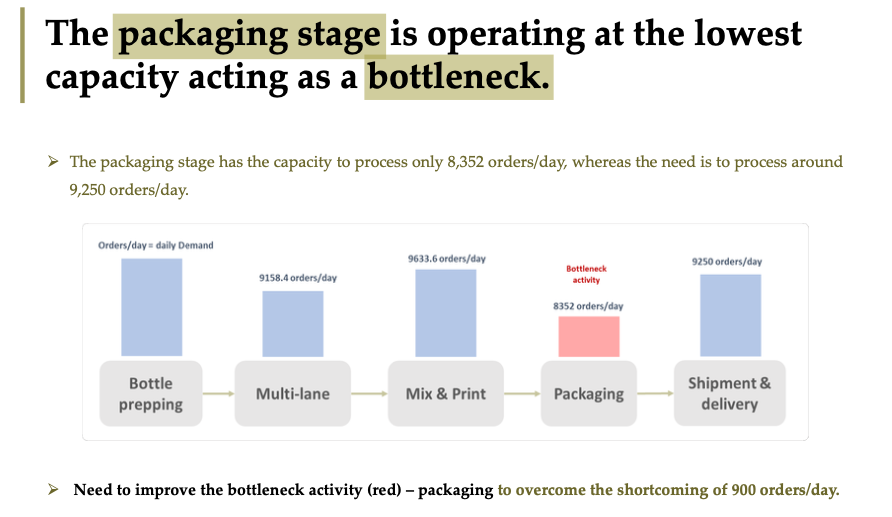 The packaging stage is operating at the lowest
capacity acting as a bottleneck.
➢ The packaging stage has the capacity to process only 8,352 orders/day, whereas the need is to process around
9,250 orders/day.
Orders/day = daily Demand
9158.4 orders/day
9633.6 orders/day
Bottleneck
activity
8352 orders/day
9250 orders/day
Bottle
prepping
Multi-lane
Mix & Print
Packaging
Shipment &
delivery
➢ Need to improve the bottleneck activity (red) – packaging to overcome the shortcoming of 900 orders/day.